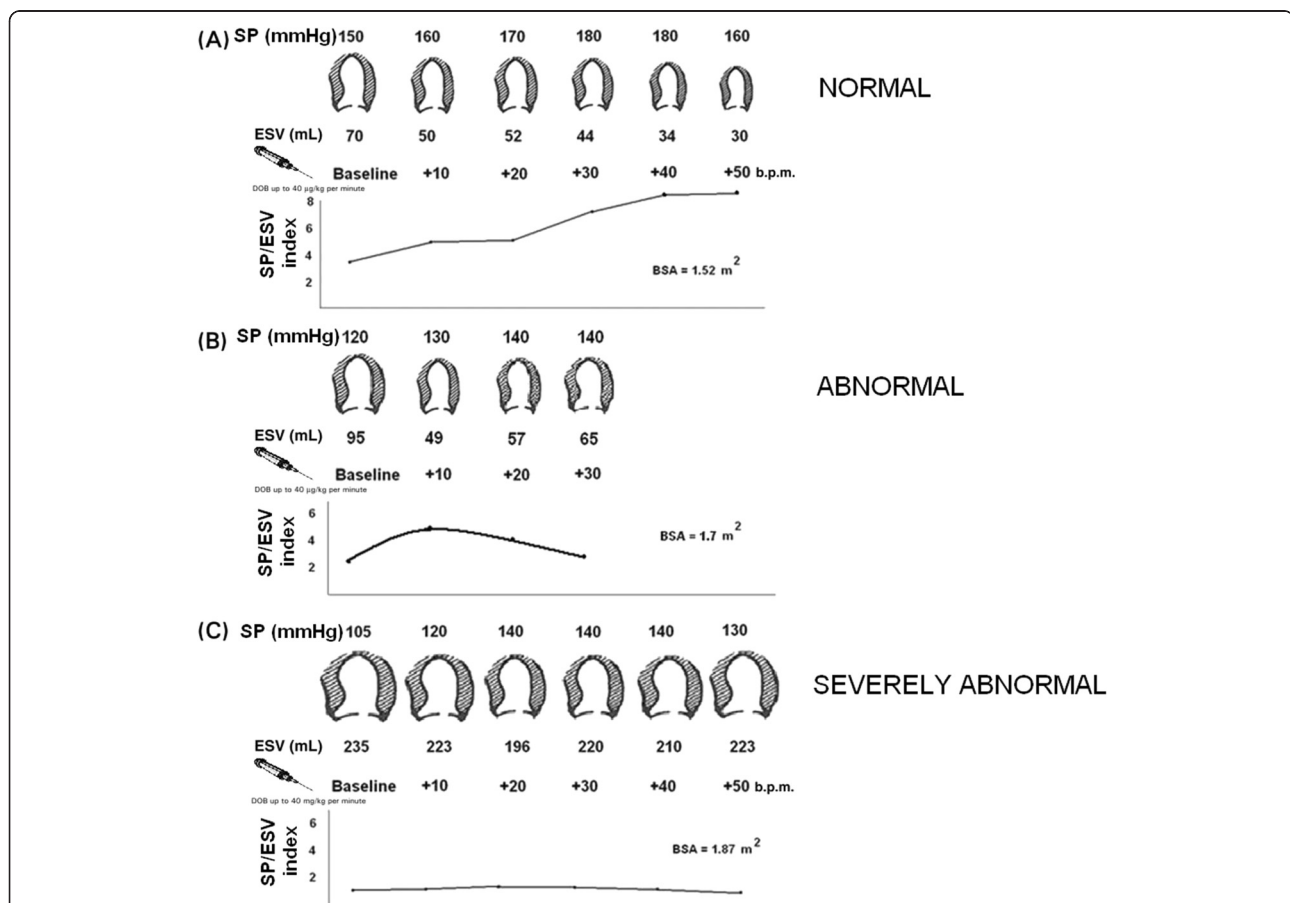 (A) SP (mmHg) 150 160 170 180 180 160
NORMAL
ESV (mL) 70 50 52 44 34 30
Baseline +10 +20 +30 +40 +50 b.p.m.
DOB up to 40 µg/kg per minute
SP/ESV index
8
6
4
2
BSA = 1.52 m²
(B) SP (mmHg) 120 130 140 140
ABNORMAL
ESV (mL) 95 49 57 65
Baseline +10 +20 +30
DOB up to 40 µg/kg per minute
SP/ESV index
6
4
2
BSA = 1.7 m²
(C) SP (mmHg) 105 120 140 140 140 130
SEVERELY ABNORMAL
ESV (mL) 235 223 196 220 210 223
Baseline +10 +20 +30 +40 +50 b.p.m.
DOB up to 40 mg/kg per minute
SP/ESV index
6
4
2
BSA = 1.87 m²